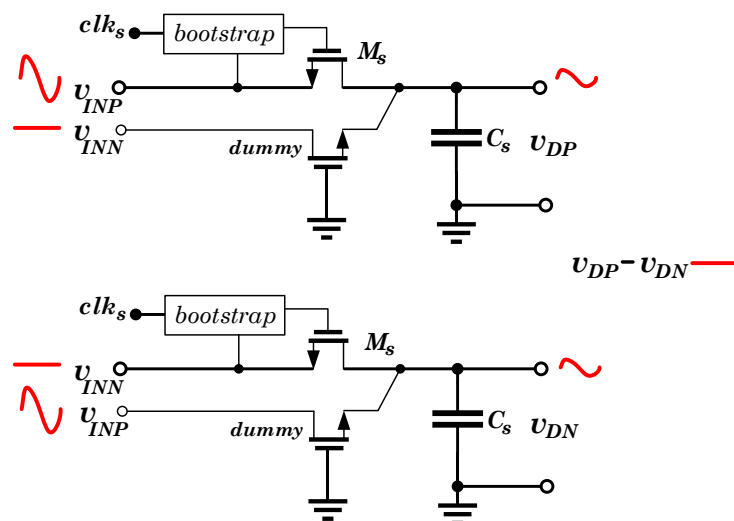 clks
bootstrap
Ms
vINP
vINN
dummy
Cs
vDP
vDP - vDN
clks
bootstrap
Ms
vINN
vINP
dummy
Cs
vDN